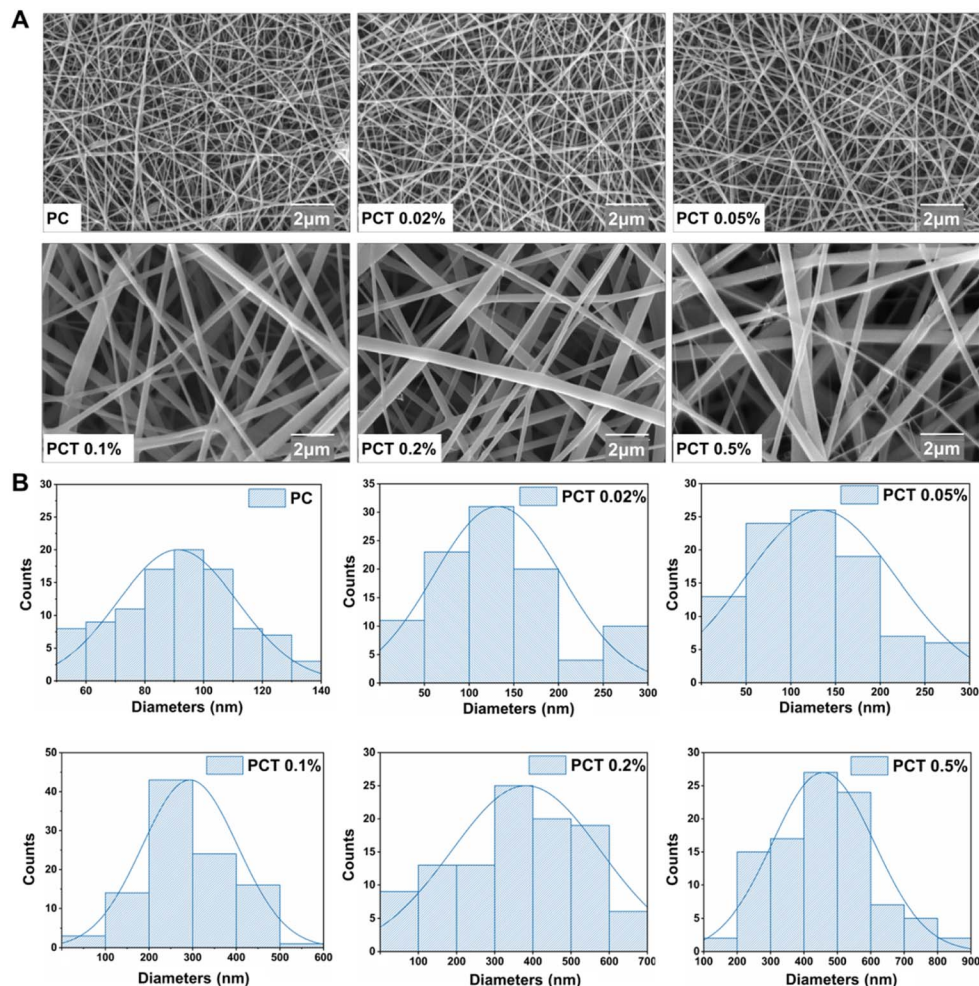 A
PC
2μm
PCT 0.02%
2μm
PCT 0.05%
2μm
PCT 0.1%
2μm
PCT 0.2%
2μm
PCT 0.5%
2μm
B
PC
Counts
30
25
20
15
10
5
0
60 80 100 120 140
Diameters (nm)
PCT 0.02%
Counts
35
30
25
20
15
10
5
0
50 100 150 200 250 300
Diameters (nm)
PCT 0.05%
Counts
30
25
20
15
10
5
0
50 100 150 200 250 300
Diameters (nm)
PCT 0.1%
Counts
50
40
30
20
10
0
100 200 300 400 500 600
Diameters (nm)
PCT 0.2%
Counts
30
25
20
15
10
5
0
100 200 300 400 500 600 700
Diameters (nm)
PCT 0.5%
Counts
30
25
20
15
10
5
0
100 200 300 400 500 600 700 800 900
Diameters (nm)